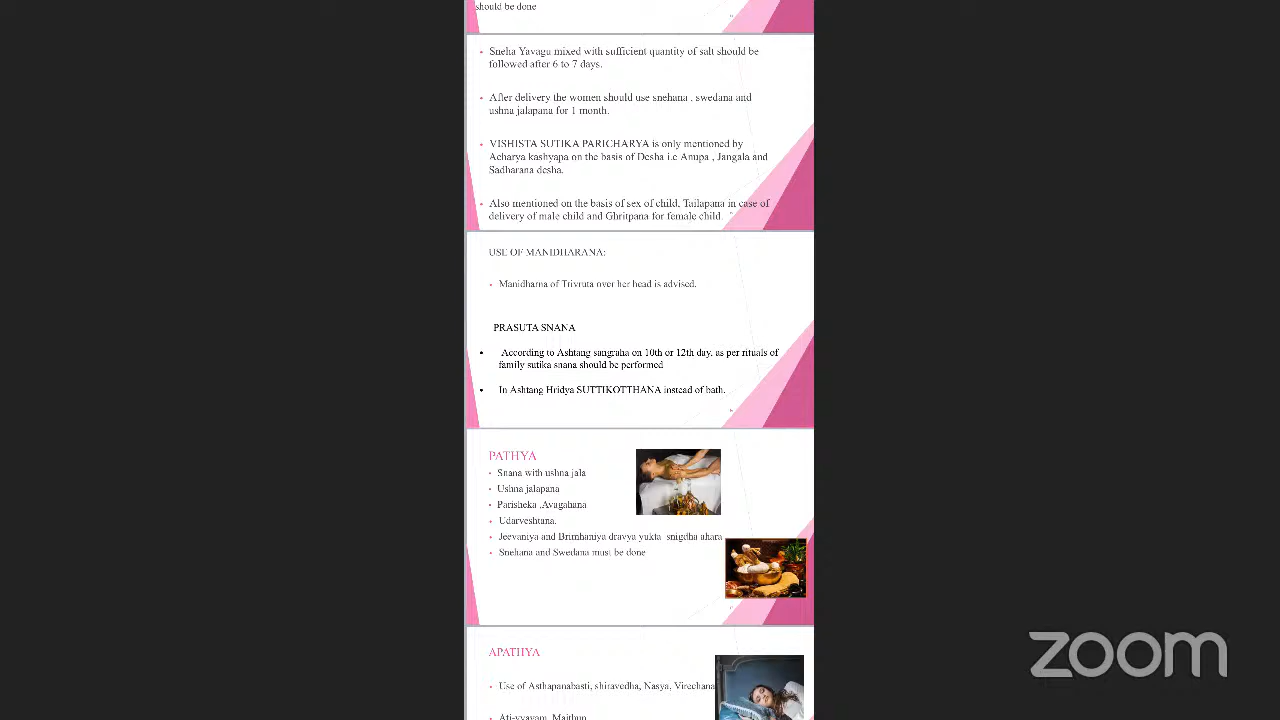 should be done
Sneha Yavagu mixed with sufficient quantity of salt should be
followed after 6 to 7 days.
After delivery the women should use snehana , swedana and
ushna jalapana for 1 month.
VISHISTA SUTIKA PARICHARYA is only mentioned by
Acharya kashyapa on the basis of Desha i.e Anupa , Jangala and
Sadharana desha.
Also mentioned on the basis of sex of child, Tailapana in case of
delivery of male child and Ghritpana for female child.
USE OF MANIDHARANA:
Manidharna of Trivruta over her head is advised.
PRASUTA SNANA
According to Ashtang sangraha on 10th or 12th day, as per rituals of
family sutika snana should be performed
In Ashtang Hridya SUTTIKOTTHANA instead of bath.
PATHYA
Snana with ushna jala
Ushna jalapana
Parisheka ,Avagahana
Udarveshtana.
Jeevaniya and Brimhaniya dravya yukta snigdha ahara
Snehana and Swedana must be done
APATHYA
Use of Asthapanabasti, shiravedha, Nasya, Virechana
Ati-vyayam, Maithun
zoom